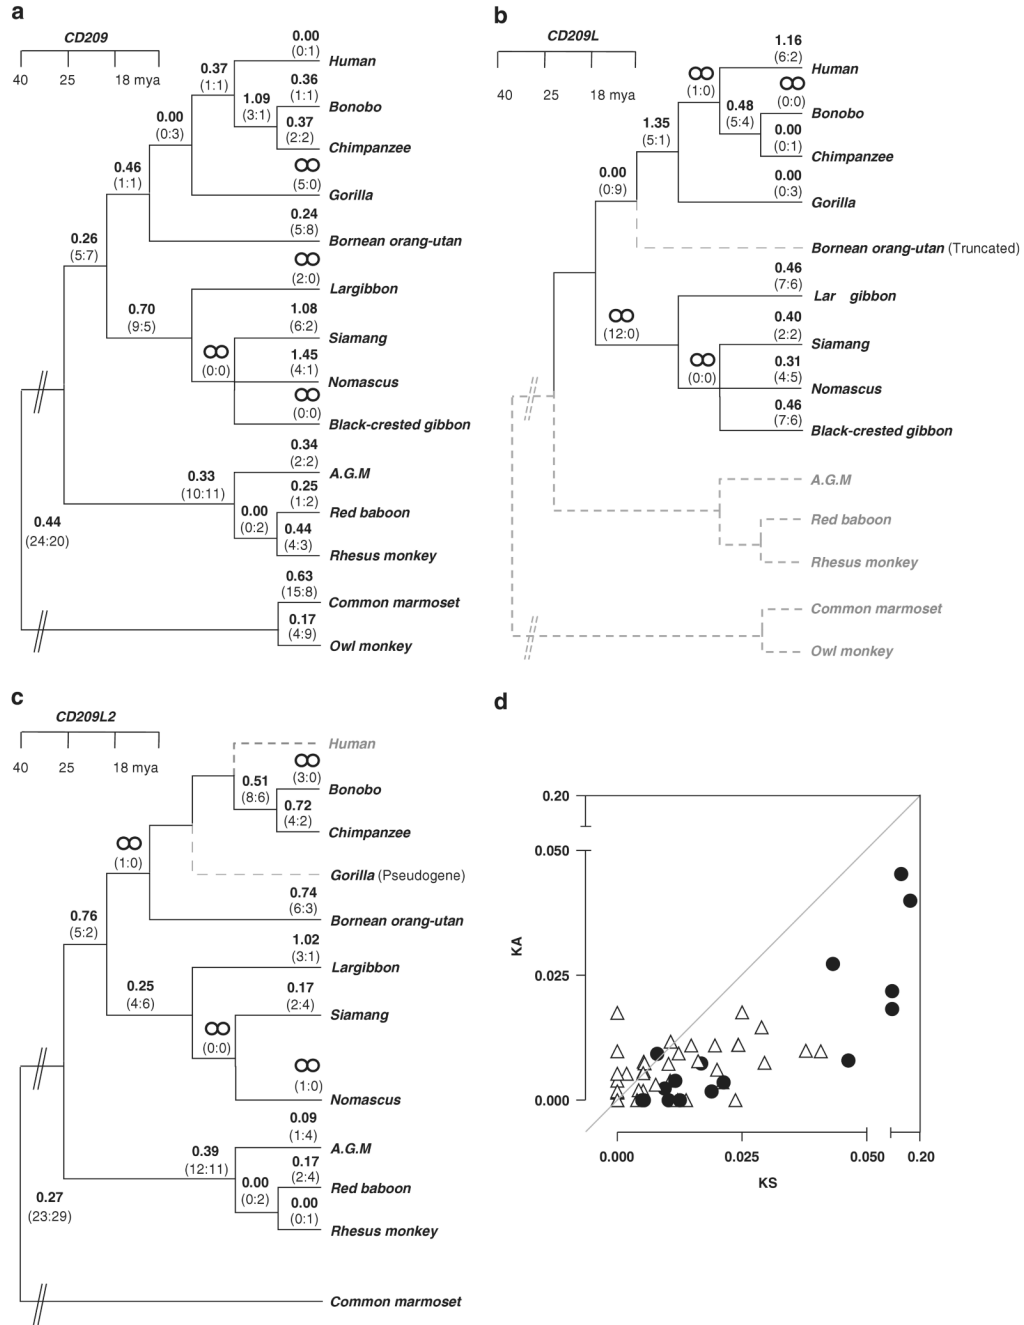 a
CD209
40 25 18 mya
0.00
(0:1)
Human
0.37
(1:1)
0.36
(1:1)
Bonobo
1.09
(3:1)
0.37
(2:2)
Chimpanzee
0.00
(0:3)
∞
(5:0)
Gorilla
0.46
(1:1)
0.24
(5:8)
Bornean orang-utan
0.26
(5:7)
∞
(2:0)
Largibbon
0.70
(9:5)
1.08
(6:2)
Siamang
∞
(0:0)
1.45
(4:1)
Nomascus
∞
(0:0)
Black-crested gibbon
0.34
(2:2)
A.G.M
0.33
(10:11)
0.25
(1:2)
Red baboon
0.00
(0:2)
0.44
(4:3)
Rhesus monkey
0.44
(24:20)
0.63
(15:8)
Common marmoset
0.17
(4:9)
Owl monkey
b
CD209L
40 25 18 mya
1.16
(6:2)
Human
∞
(1:0)
∞
(0:0)
Bonobo
0.48
(5:4)
0.00
(0:1)
Chimpanzee
1.35
(5:1)
0.00
(0:3)
Gorilla
0.00
(0:9)
Bornean orang-utan (Truncated)
0.46
(7:6)
Lar gibbon
∞
(12:0)
0.40
(2:2)
Siamang
∞
(0:0)
0.31
(4:5)
Nomascus
0.46
(7:6)
Black-crested gibbon
A.G.M
Red baboon
Rhesus monkey
Common marmoset
Owl monkey
c
CD209L2
40 25 18 mya
Human
∞
(3:0)
Bonobo
0.51
(8:6)
0.72
(4:2)
Chimpanzee
∞
(1:0)
Gorilla (Pseudogene)
0.74
(6:3)
Bornean orang-utan
0.76
(5:2)
1.02
(3:1)
Largibbon
0.25
(4:6)
0.17
(2:4)
Siamang
∞
(0:0)
∞
(1:0)
Nomascus
0.09
(1:4)
A.G.M
0.39
(12:11)
0.17
(2:4)
Red baboon
0.00
(0:2)
0.00
(0:1)
Rhesus monkey
0.27
(23:29)
Common marmoset
d
0.20
0.050
KA
0.025
0.000
0.000 0.025 0.050 0.20
KS